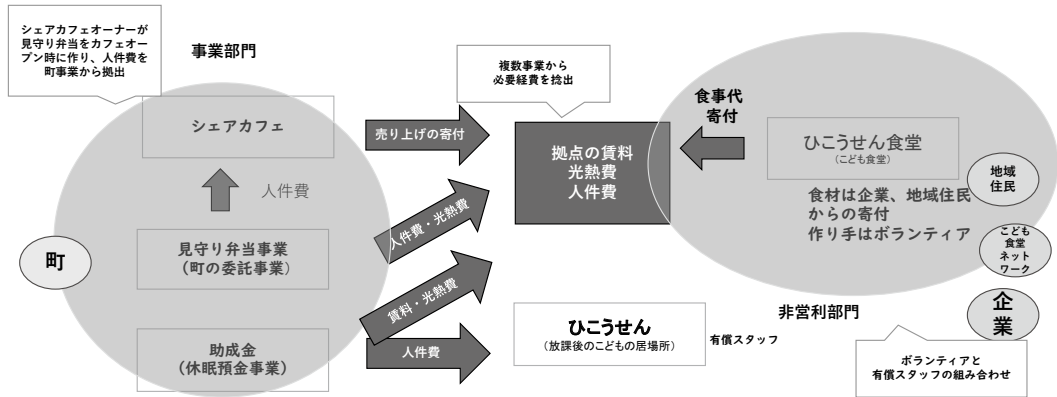 シェアカフェオーナーが
見守り弁当をカフェオー
プン時に作り、人件費を
町事業から拠出
事業部門
シェアカフェ
人件費
町
見守り弁当事業
（町の委託事業）
助成金
（休眠預金事業）
売り上げの寄付
人件費・光熱費
賃料・光熱費
人件費
複数事業から
必要経費を捻出
拠点の賃料
光熱費
人件費
食事代
寄付
ひこうせん食堂
（こども食堂）
食材は企業、地域住民
からの寄付
作り手はボランティア
地域
住民
こども
食堂
ネット
ワーク
企
業
非営利部門
ひこうせん
（放課後のこどもの居場所）
有償スタッフ
ボランティアと
有償スタッフの組み合わせ